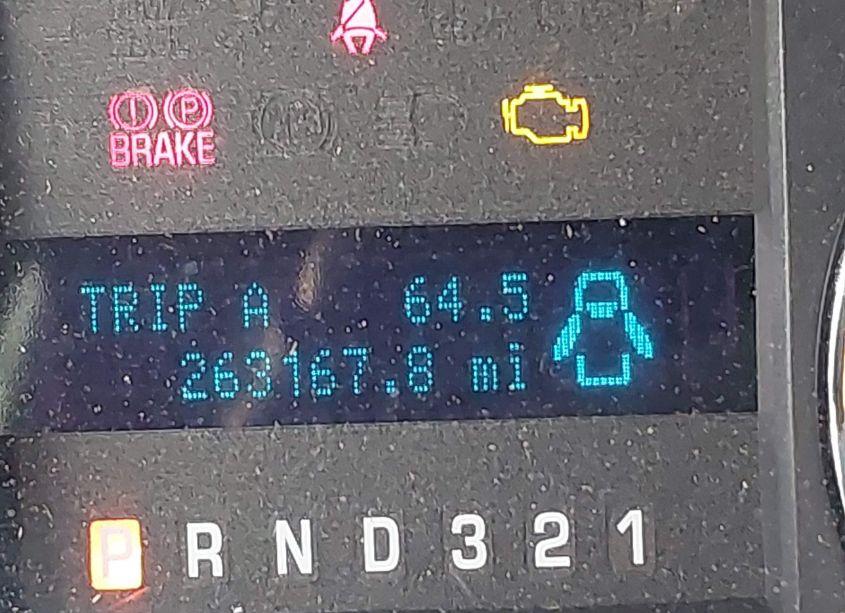 ! P
BRAKE
TRIP A 64.5
263167.8 mi
P R N D 3 2 1